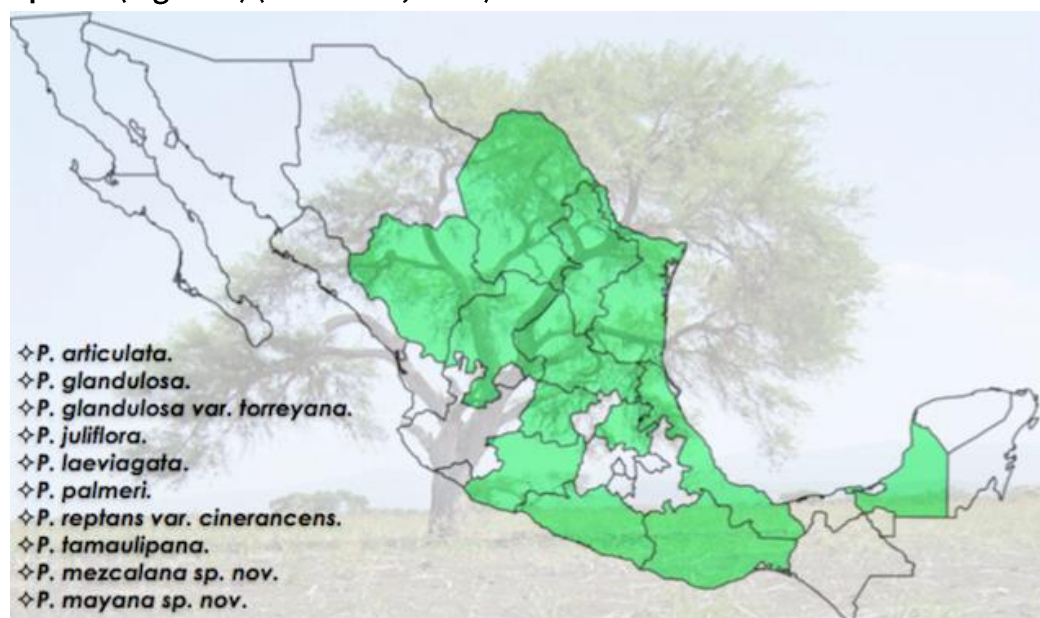 ✧P. articulata.
✧P. glandulosa.
✧P. glandulosa var. torreyana.
✧P. juliflora.
✧P. laeviagata.
✧P. palmeri.
✧P. reptans var. cinerancens.
✧P. tamaulipana.
✧P. mezcalana sp. nov.
✧P. mayana sp. nov.